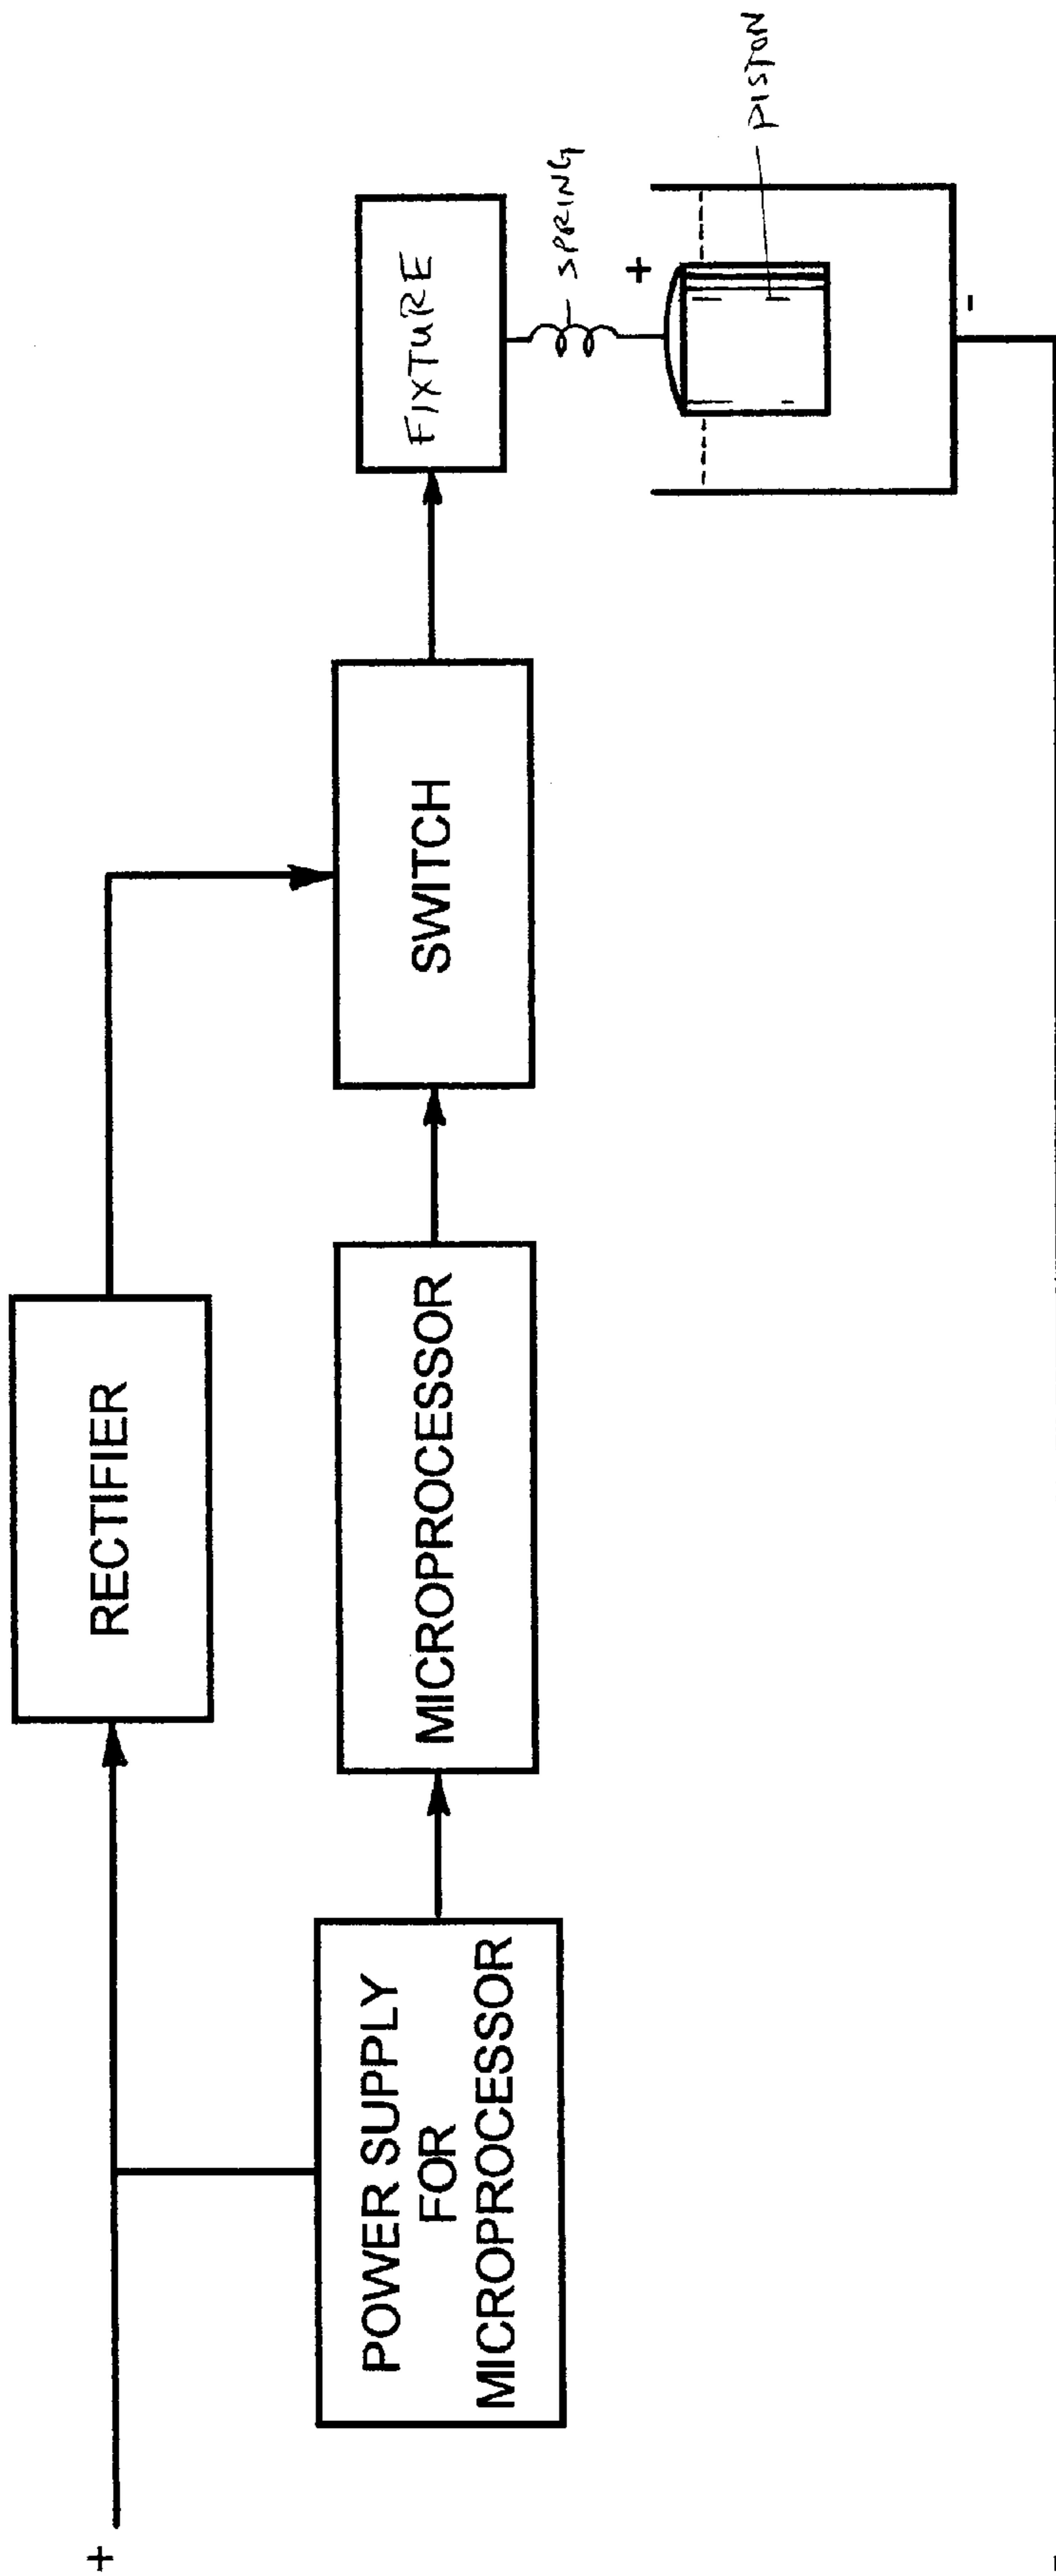 +
RECTIFIER
POWER SUPPLY
FOR
MICROPROCESSOR
MICROPROCESSOR
SWITCH
FIXTURE
SPRING
+
PISTON
-